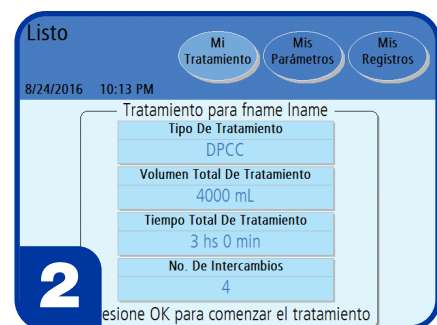 Listo
Mi Tratamiento
Mis Parámetros
Mis Registros
8/24/2016 10:13 PM
Tratamiento para fname lname
Tipo De Tratamiento
DPCC
Volumen Total De Tratamiento
4000 mL
Tiempo Total De Tratamiento
3 hs 0 min
No. De Intercambios
4
2
esione OK para comenzar el tratamiento